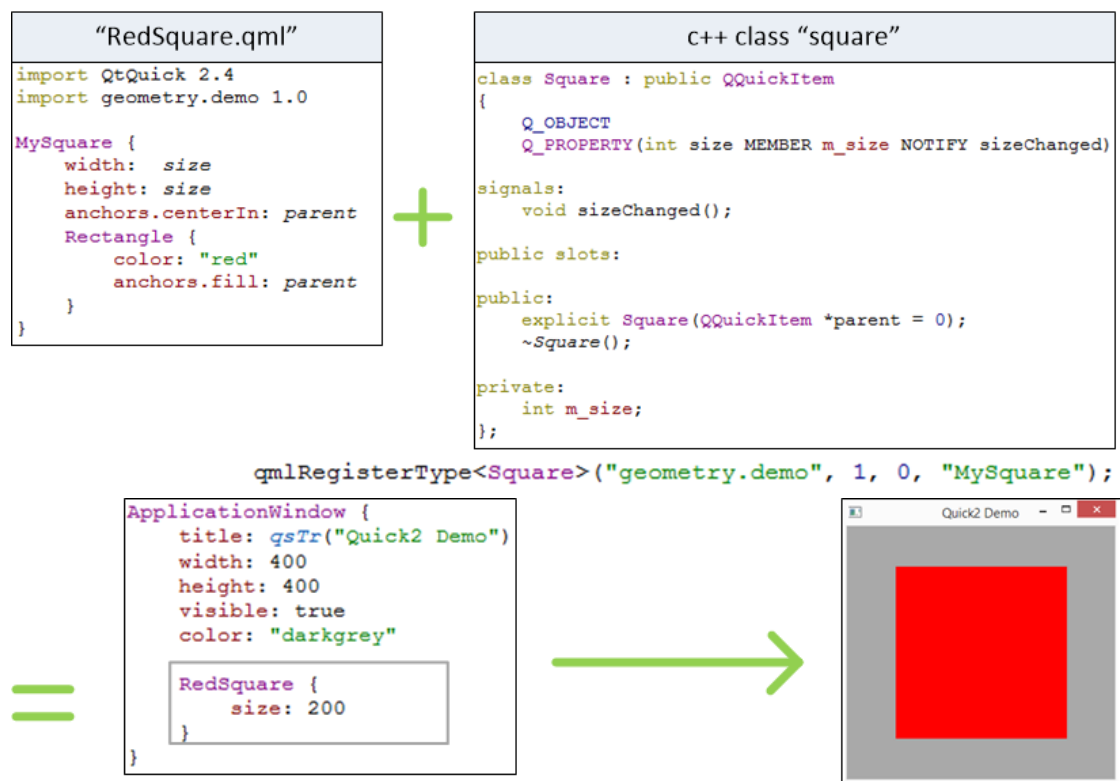 “RedSquare.qml”
import QtQuick 2.4
import geometry.demo 1.0
MySquare {
    width:  size
    height: size
    anchors.centerIn: parent
    Rectangle {
        color: "red"
        anchors.fill: parent
    }
}
c++ class “square”
class Square : public QQuickItem
{
    Q_OBJECT
    Q_PROPERTY(int size MEMBER m_size NOTIFY sizeChanged)
signals:
    void sizeChanged();
public slots:
public:
    explicit Square(QQuickItem *parent = 0);
    ~Square();
private:
    int m_size;
};
qmlRegisterType<Square>("geometry.demo", 1, 0, "MySquare");
ApplicationWindow {
    title: qsTr("Quick2 Demo")
    width: 400
    height: 400
    visible: true
    color: "darkgrey"
    RedSquare {
        size: 200
    }
}
Quick2 Demo